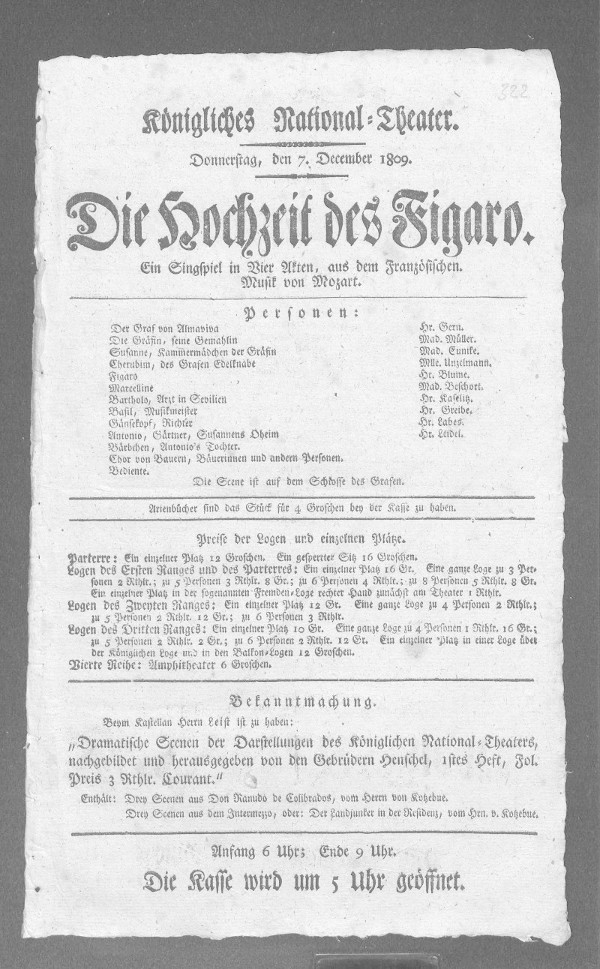 322
Königliches National-Theater.
Donnerstag, den 7. December 1809.
Die Hochzeit des Figaro.
Ein Singspiel in Vier Akten, aus dem Französischen.
Musik von Mozart.
Personen:
Der Graf von Almaviva Hr. Gern.
Die Gräfin, seine Gemahlin Mad. Müller.
Susanne, Kammermädchen der Gräfin Mad. Eunike.
Cherubim, des Grafen Edelknabe Mlle. Unzelmann.
Figaro Hr. Blume.
Marcelline Mad. Beschort.
Bartholo, Arzt in Sevilien Hr. Kaselitz.
Basil, Musikmeister Hr. Greibe.
Gänsekopf, Richter Hr. Labes.
Antonio, Gärtner, Susannens Oheim Hr. Leidel.
Bärbchen, Antonio's Tochter.
Chor von Bauern, Bäuerinnen und andern Personen.
Bediente.
Die Scene ist auf dem Schlosse des Grafen.
Arienbücher sind das Stück für 4 Groschen bey der Kasse zu haben.
Preise der Logen und einzelnen Plätze.
Parterre: Ein einzelner Platz 12 Groschen. Ein gesperrter Sitz 16 Groschen.
Logen des Ersten Ranges und des Parterres: Ein einzelner Platz 16 Gr. Eine ganze Loge zu 3 Per-
sonen 2 Rthlr.; zu 5 Personen 3 Rthlr. 8 Gr.; zu 6 Personen 4 Rthlr.; zu 8 Personen 5 Rthlr. 8 Gr.
Ein einzelner Platz in der sogenannten Fremden-Loge rechter Hand zunächst am Theater 1 Rthlr.
Logen des Zweyten Ranges: Ein einzelner Platz 12 Gr. Eine ganze Loge zu 4 Personen 2 Rthlr.;
zu 5 Personen 2 Rthlr. 12 Gr.; zu 6 Personen 3 Rthlr.
Logen des Dritten Ranges: Ein einzelner Platz 10 Gr. Eine ganze Loge zu 4 Personen 1 Rthlr. 16 Gr.;
zu 5 Personen 2 Rthlr. 2 Gr.; zu 6 Personen 2 Rthlr. 12 Gr. Ein einzelner Platz in einer Loge über
der Königlichen Loge und in den Balkon-Logen 12 Groschen.
Vierte Reihe: Amphitheater 6 Groschen.
Bekanntmachung.
Beym Kastellan Herrn Leist ist zu haben:
„Dramatische Scenen der Darstellungen des Königlichen National-Theaters,
nachgebildet und herausgegeben von den Gebrüdern Henschel, 1stes Heft, Fol.
Preis 3 Rthlr. Courant."
Enthält: Drey Scenen aus Don Ranudo de Colibrados, vom Herrn von Kotzebue.
Drey Scenen aus dem Intermezzo, oder: Der Landjunker in der Residenz, vom Hrn. v. Kotzebue.
Anfang 6 Uhr; Ende 9 Uhr.
Die Kasse wird um 5 Uhr geöffnet.